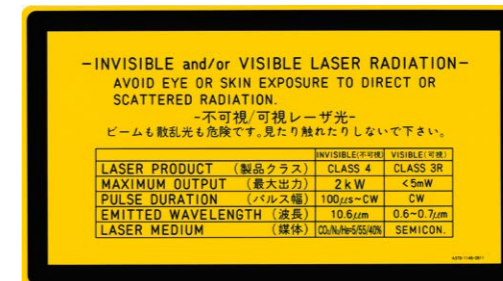 -INVISIBLE and/or VISIBLE LASER RADIATION-
AVOID EYE OR SKIN EXPOSURE TO DIRECT OR
SCATTERED RADIATION.
-不可視/可視レーザ光-
ビームも散乱光も危険です。見たり触れたりしないで下さい。
INVISIBLE(不可視) VISIBLE(可視)
LASER PRODUCT (製品クラス) CLASS 4 CLASS 3R
MAXIMUM OUTPUT (最大出力) 2kW <5mW
PULSE DURATION (パルス幅) 100μs~CW CW
EMITTED WAVELENGTH (波長) 10.6μm 0.6~0.7μm
LASER MEDIUM (媒体) CO₂/N₂/He=5/55/40% SEMICON.